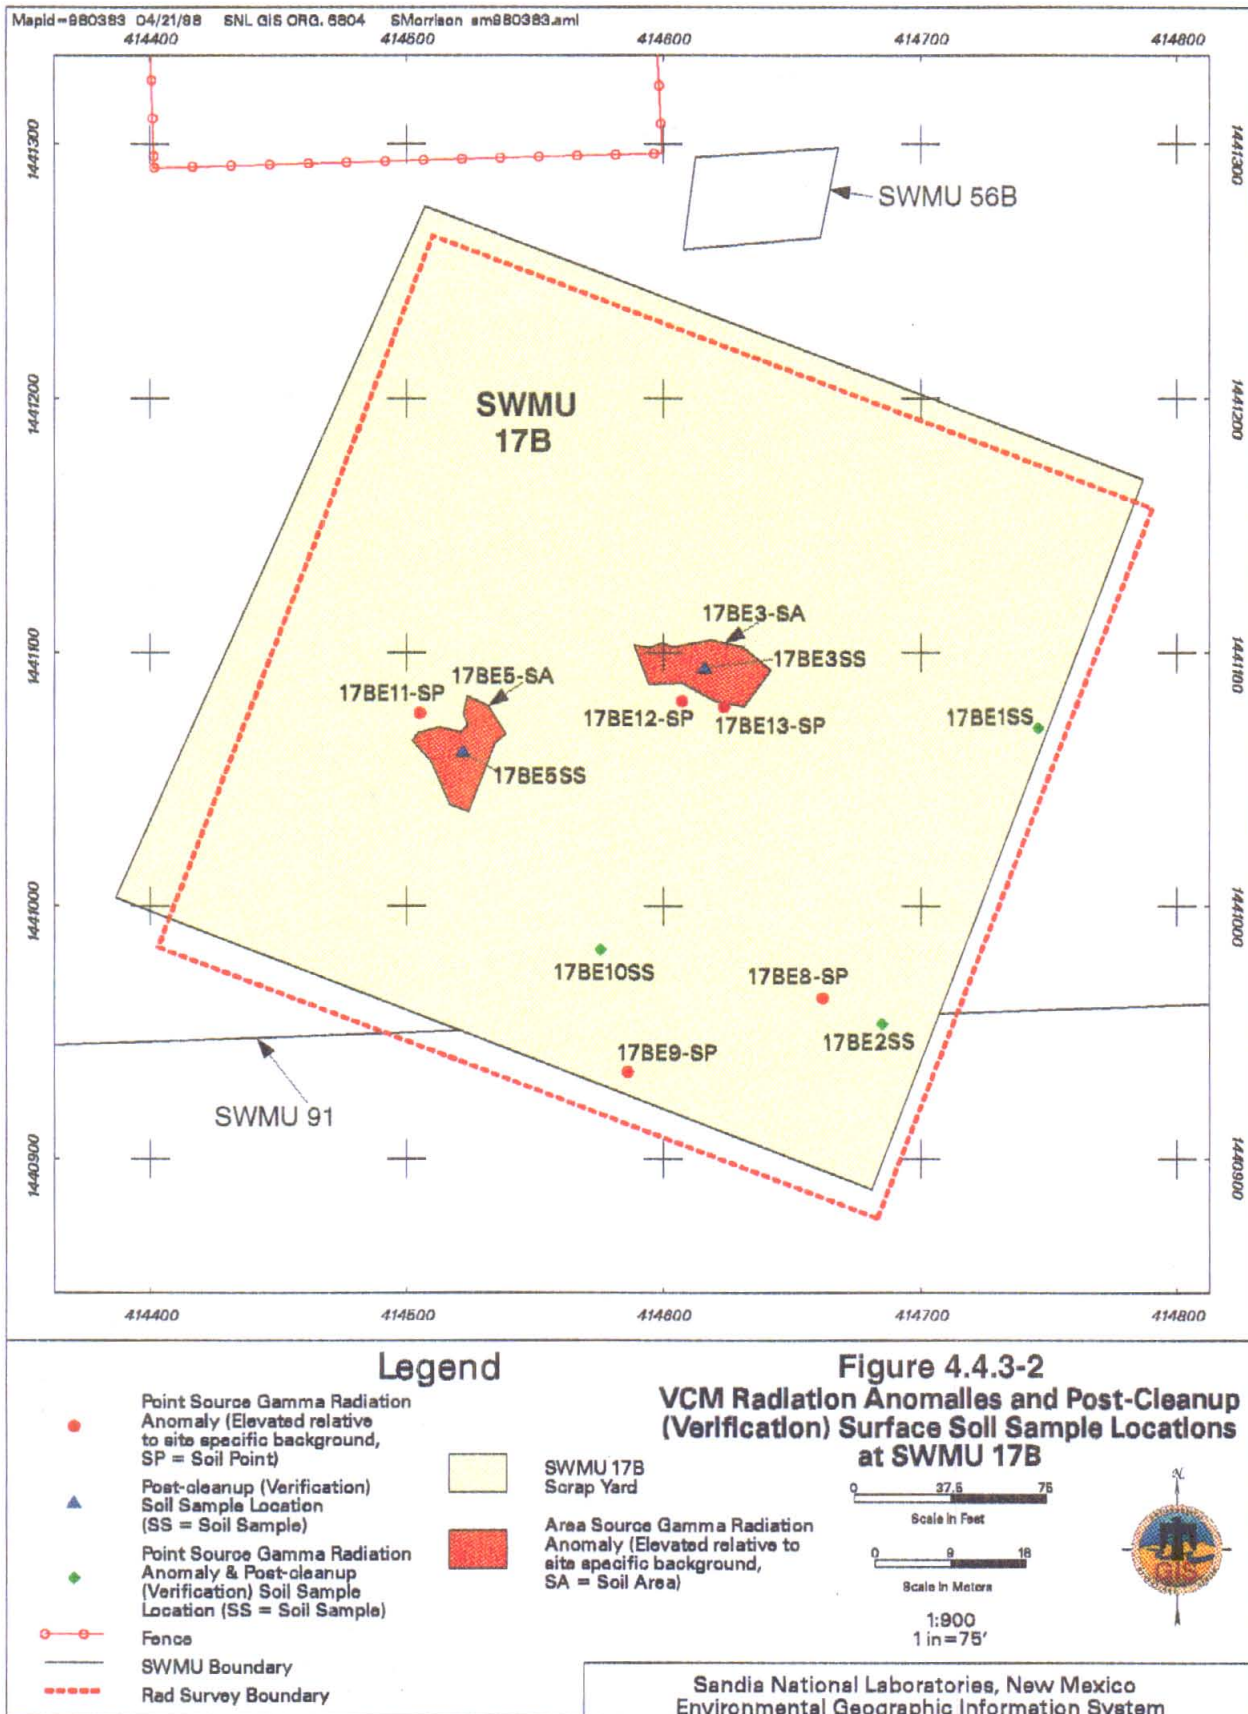 MapId=980383 04/21/98 SNL GIS ORG. 6804 SMorrison sm980383.aml
414400 414500 414600 414700 414800
1441300 1441300
SWMU 56B
1441200 1441200
SWMU
17B
17BE3-SA
1441100 1441100
17BE3SS
17BE5-SA
17BE11-SP
17BE12-SP
17BE13-SP
17BE1SS
17BE5SS
1441000 1441000
17BE10SS
17BE8-SP
17BE2SS
17BE9-SP
SWMU 91
1440900 1440900
414400 414500 414600 414700 414800
Legend
Point Source Gamma Radiation
Anomaly (Elevated relative
to site specific background,
SP = Soil Point)
Post-cleanup (Verification)
Soil Sample Location
(SS = Soil Sample)
Point Source Gamma Radiation
Anomaly & Post-cleanup
(Verification) Soil Sample
Location (SS = Soil Sample)
Fence
SWMU Boundary
Rad Survey Boundary
SWMU 17B
Scrap Yard
Area Source Gamma Radiation
Anomaly (Elevated relative to
site specific background,
SA = Soil Area)
Figure 4.4.3-2
VCM Radiation Anomalies and Post-Cleanup
(Verification) Surface Soil Sample Locations
at SWMU 17B
0 37.5 75
Scale in Feet
0 9 18
Scale in Meters
1:900
1 in=75'
N
GIS
Sandia National Laboratories, New Mexico
Environmental Geographic Information System